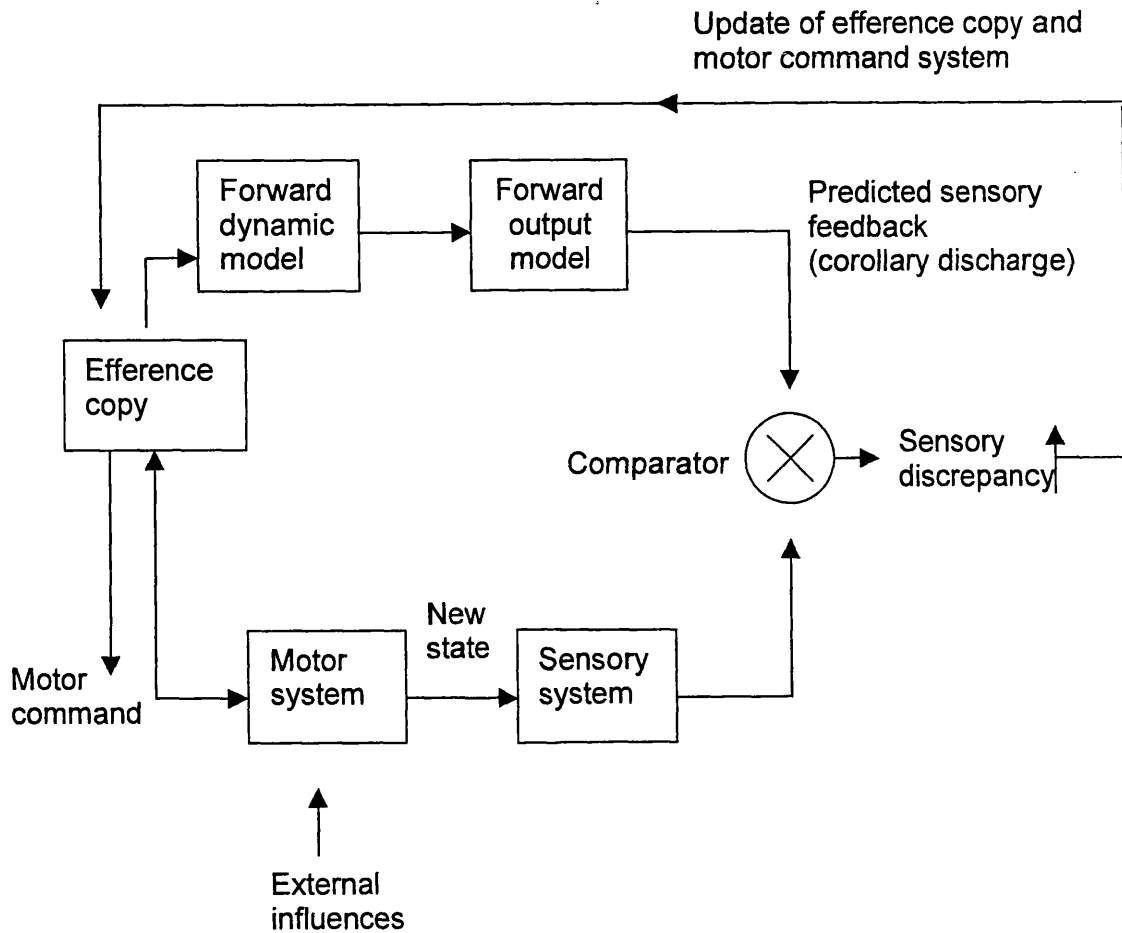 Update of efference copy and
motor command system
Forward
dynamic
model
Forward
output
model
Predicted sensory
feedback
(corollary discharge)
Efference
copy
Comparator
Sensory
discrepancy
Motor
command
Motor
system
New
state
Sensory
system
External
influences